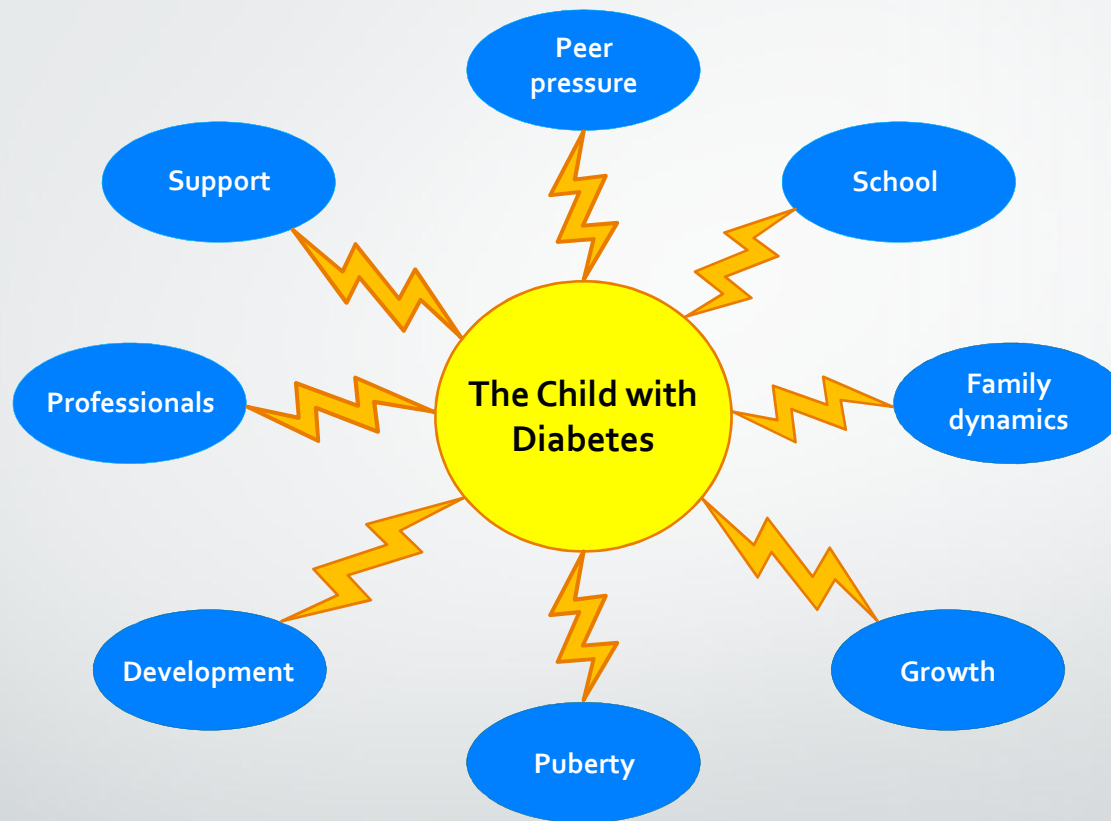 Peer
pressure
Support
School
The Child with
Diabetes
Professionals
Family
dynamics
Development
Growth
Puberty